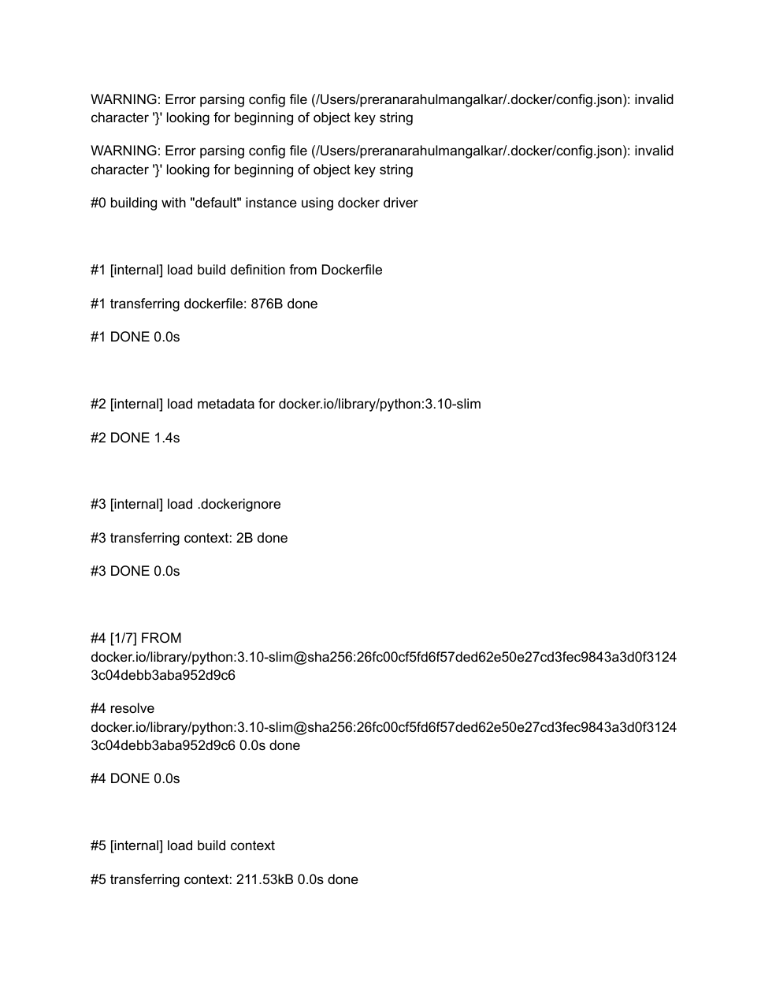 WARNING: Error parsing config file (/Users/preranarahulmangalkar/.docker/config.json): invalid
character '}' looking for beginning of object key string
WARNING: Error parsing config file (/Users/preranarahulmangalkar/.docker/config.json): invalid
character '}' looking for beginning of object key string
#0 building with "default" instance using docker driver
#1 [internal] load build definition from Dockerfile
#1 transferring dockerfile: 876B done
#1 DONE 0.0s
#2 [internal] load metadata for docker.io/library/python:3.10-slim
#2 DONE 1.4s
#3 [internal] load .dockerignore
#3 transferring context: 2B done
#3 DONE 0.0s
#4 [1/7] FROM
docker.io/library/python:3.10-slim@sha256:26fc00cf5fd6f57ded62e50e27cd3fec9843a3d0f3124
3c04debb3aba952d9c6
#4 resolve
docker.io/library/python:3.10-slim@sha256:26fc00cf5fd6f57ded62e50e27cd3fec9843a3d0f3124
3c04debb3aba952d9c6 0.0s done
#4 DONE 0.0s
#5 [internal] load build context
#5 transferring context: 211.53kB 0.0s done